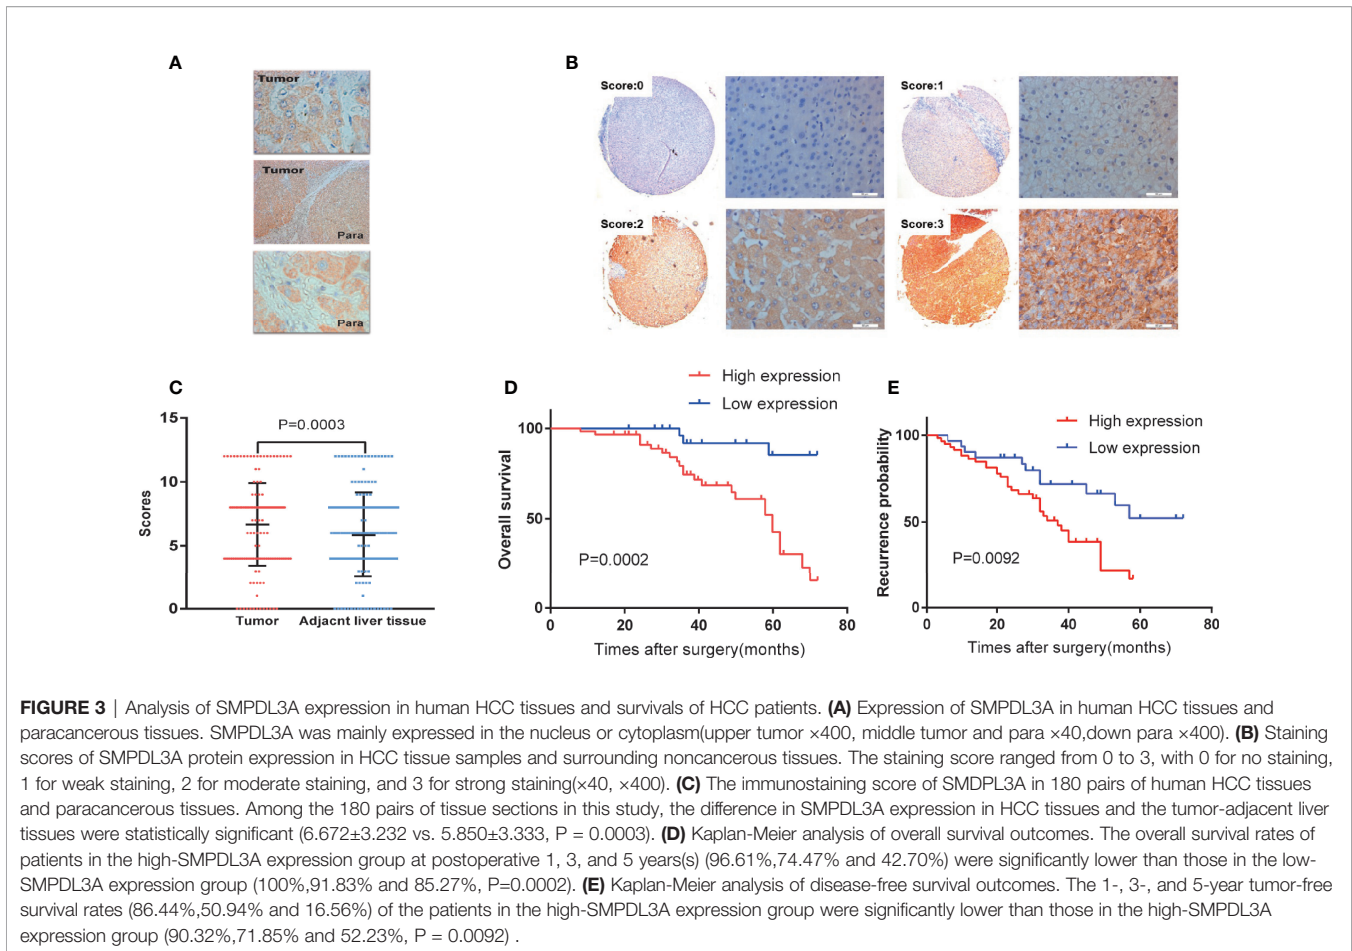 A
Tumor
Tumor
Para
Para
B
Score:0
Score:1
Score:2
Score:3
C
P=0.0003
15
10
5
0
Scores
Tumor
Adjacnt liver tissue
D
High expression
Low expression
100
50
0
Overall survival
P=0.0002
0 20 40 60 80
Times after surgery(months)
E
High expression
Low expression
100
50
0
Recurrence probability
P=0.0092
0 20 40 60 80
Times after surgery(months)
FIGURE 3 | Analysis of SMPDL3A expression in human HCC tissues and survivals of HCC patients. (A) Expression of SMPDL3A in human HCC tissues and
paracancerous tissues. SMPDL3A was mainly expressed in the nucleus or cytoplasm(upper tumor ×400, middle tumor and para ×40,down para ×400). (B) Staining
scores of SMPDL3A protein expression in HCC tissue samples and surrounding noncancerous tissues. The staining score ranged from 0 to 3, with 0 for no staining,
1 for weak staining, 2 for moderate staining, and 3 for strong staining(×40, ×400). (C) The immunostaining score of SMDPL3A in 180 pairs of human HCC tissues
and paracancerous tissues. Among the 180 pairs of tissue sections in this study, the difference in SMPDL3A expression in HCC tissues and the tumor-adjacent liver
tissues were statistically significant (6.672±3.232 vs. 5.850±3.333, P = 0.0003). (D) Kaplan-Meier analysis of overall survival outcomes. The overall survival rates of
patients in the high-SMPDL3A expression group at postoperative 1, 3, and 5 years(s) (96.61%,74.47% and 42.70%) were significantly lower than those in the low-
SMPDL3A expression group (100%,91.83% and 85.27%, P=0.0002). (E) Kaplan-Meier analysis of disease-free survival outcomes. The 1-, 3-, and 5-year tumor-free
survival rates (86.44%,50.94% and 16.56%) of the patients in the high-SMPDL3A expression group were significantly lower than those in the high-SMPDL3A
expression group (90.32%,71.85% and 52.23%, P = 0.0092) .